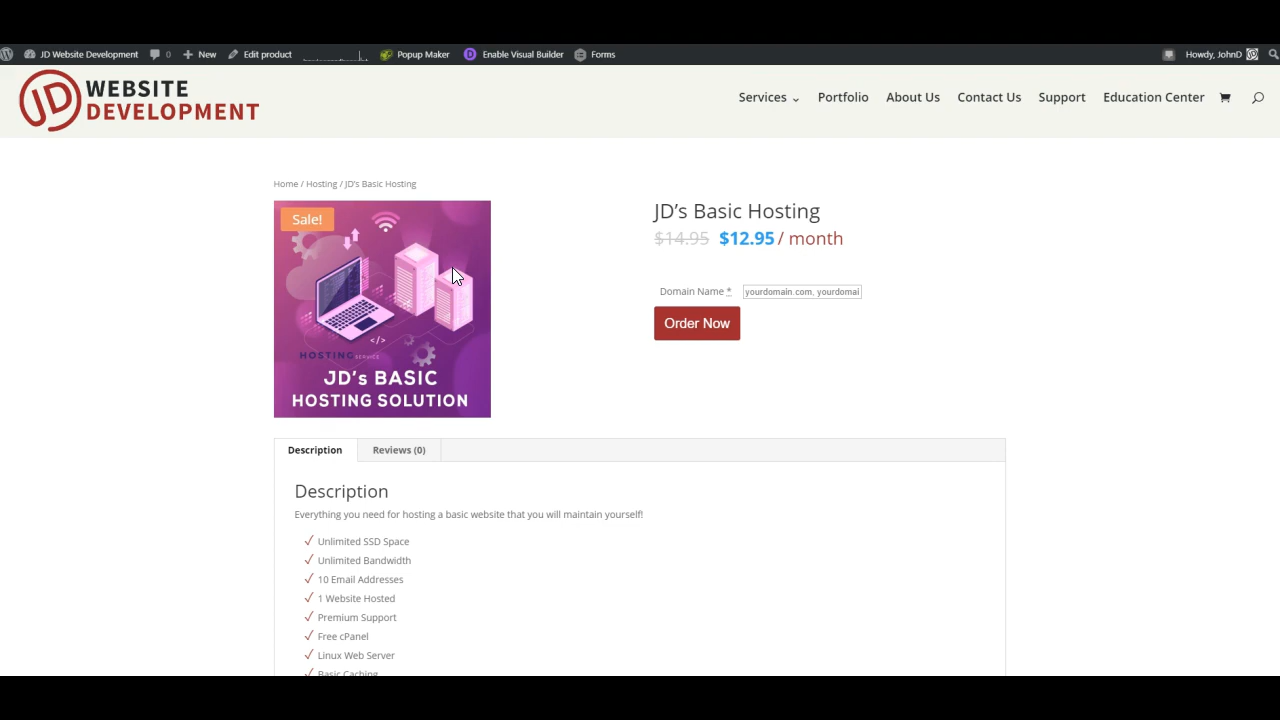 JD Website Development 0 New Edit product Popup Maker Enable Visual Builder Forms Howdy, JohnD
JD WEBSITE
DEVELOPMENT
Services Portfolio About Us Contact Us Support Education Center
Home / Hosting / JD's Basic Hosting
Sale!
</>
HOSTING SERVICE
JD's BASIC
HOSTING SOLUTION
JD's Basic Hosting
$14.95 $12.95 / month
Domain Name * yourdomain.com, yourdomai
Order Now
Description Reviews (0)
Description
Everything you need for hosting a basic website that you will maintain yourself!
✓ Unlimited SSD Space
✓ Unlimited Bandwidth
✓ 10 Email Addresses
✓ 1 Website Hosted
✓ Premium Support
✓ Free cPanel
✓ Linux Web Server
✓ Basic Caching